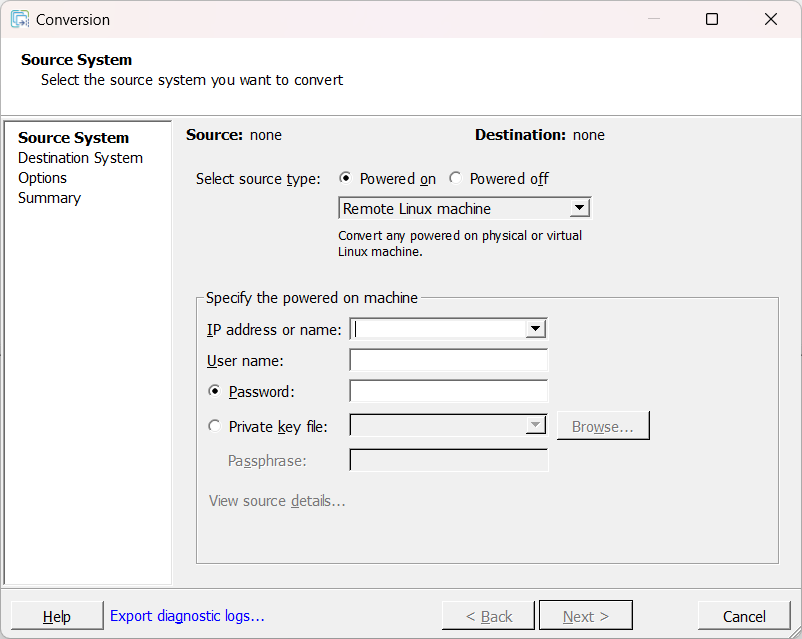 Conversion
Source System
Select the source system you want to convert
Source System
Destination System
Options
Summary
Source: none
Destination: none
Select source type:
Powered on
Powered off
Remote Linux machine
Convert any powered on physical or virtual
Linux machine.
Specify the powered on machine
IP address or name:
User name:
Password:
Private key file:
Browse...
Passphrase:
View source details...
Help
Export diagnostic logs...
< Back
Next >
Cancel